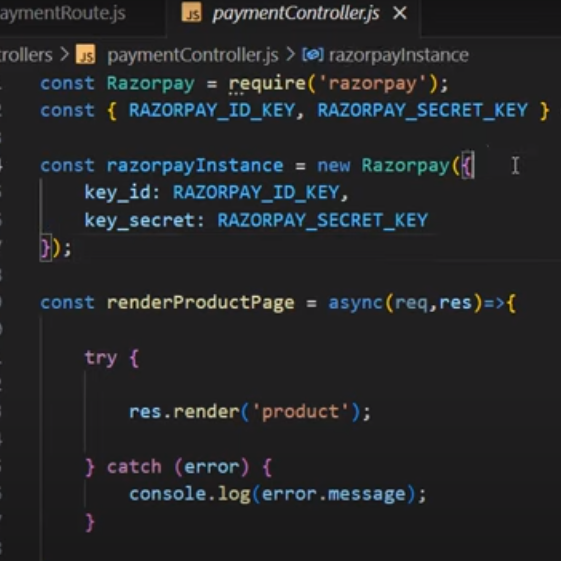 aymentRoute.js JS paymentController.js ×
trollers > JS paymentController.js > razorpayInstance
const Razorpay = require('razorpay');
const { RAZORPAY_ID_KEY, RAZORPAY_SECRET_KEY }
const razorpayInstance = new Razorpay({
key_id: RAZORPAY_ID_KEY,
key_secret: RAZORPAY_SECRET_KEY
});
const renderProductPage = async(req,res)=>{
try {
res.render('product');
} catch (error) {
console.log(error.message);
}